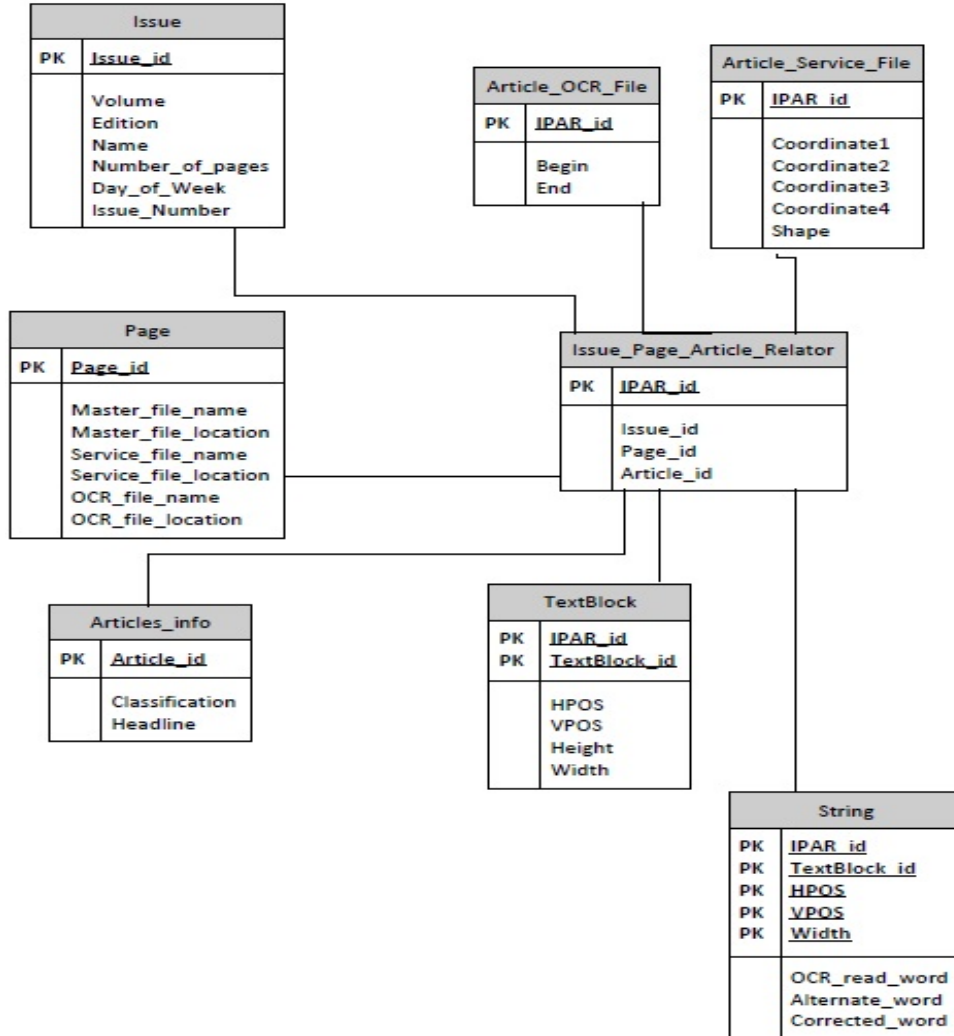 Issue
PK Issue_id
Volume
Edition
Name
Number_of_pages
Day_of_Week
Issue_Number
Article_OCR_File
PK IPAR_id
Begin
End
Article_Service_File
PK IPAR_id
Coordinate1
Coordinate2
Coordinate3
Coordinate4
Shape
Page
PK Page_id
Master_file_name
Master_file_location
Service_file_name
Service_file_location
OCR_file_name
OCR_file_location
Issue_Page_Article_Relator
PK IPAR_id
Issue_id
Page_id
Article_id
Articles_info
PK Article_id
Classification
Headline
TextBlock
PK IPAR_id
PK TextBlock_id
HPOS
VPOS
Height
Width
String
PK IPAR_id
PK TextBlock_id
PK HPOS
PK VPOS
PK Width
OCR_read_word
Alternate_word
Corrected_word